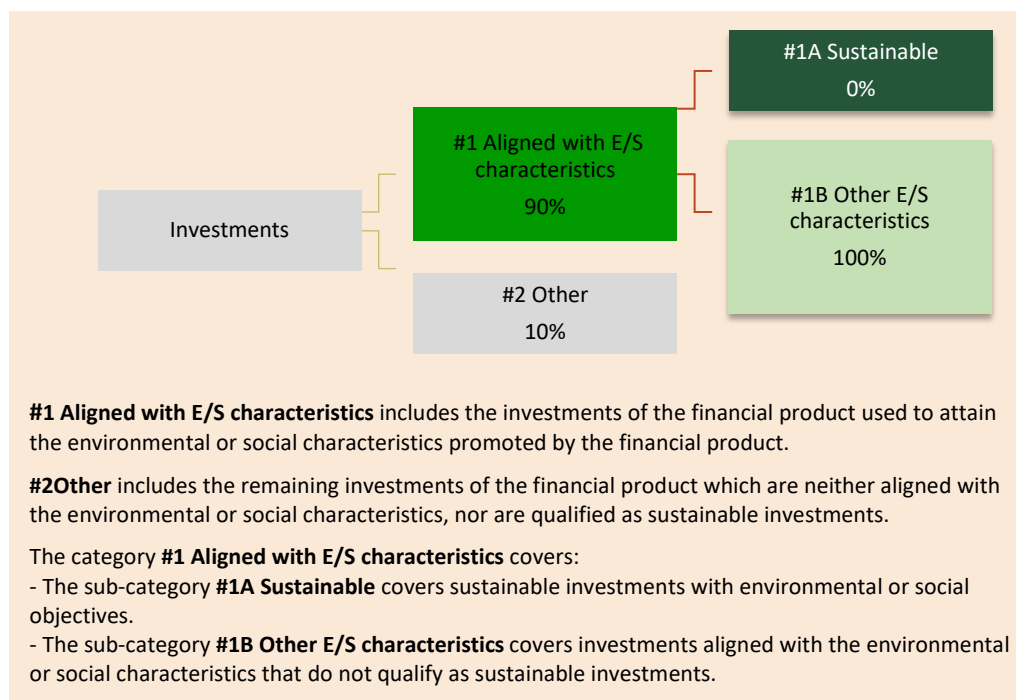 #1A Sustainable
0%
#1 Aligned with E/S
characteristics
90%
#1B Other E/S
characteristics
100%
Investments
#2 Other
10%
#1 Aligned with E/S characteristics includes the investments of the financial product used to attain
the environmental or social characteristics promoted by the financial product.
#2Other includes the remaining investments of the financial product which are neither aligned with
the environmental or social characteristics, nor are qualified as sustainable investments.
The category #1 Aligned with E/S characteristics covers:
- The sub-category #1A Sustainable covers sustainable investments with environmental or social
objectives.
- The sub-category #1B Other E/S characteristics covers investments aligned with the environmental
or social characteristics that do not qualify as sustainable investments.